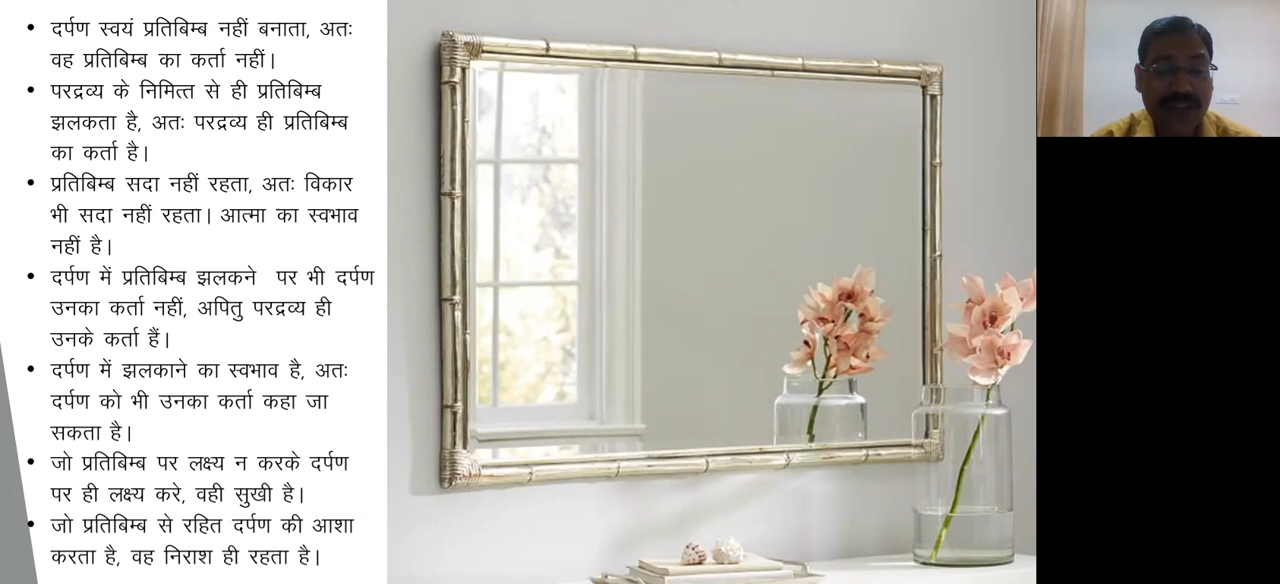 • दर्पण स्वयं प्रतिबिम्ब नहीं बनाता, अतः
वह प्रतिबिम्ब का कर्ता नहीं।
• परद्रव्य के निमित्त से ही प्रतिबिम्ब
झलकता है, अतः परद्रव्य ही प्रतिबिम्ब
का कर्ता है।
• प्रतिबिम्ब सदा नहीं रहता, अतः विकार
भी सदा नहीं रहता। आत्मा का स्वभाव
नहीं है।
• दर्पण में प्रतिबिम्ब झलकने पर भी दर्पण
उनका कर्ता नहीं, अपितु परद्रव्य ही
उनके कर्ता हैं।
• दर्पण में झलकाने का स्वभाव है, अतः
दर्पण को भी उनका कर्ता कहा जा
सकता है।
• जो प्रतिबिम्ब पर लक्ष्य न करके दर्पण
पर ही लक्ष्य करे, वही सुखी है।
• जो प्रतिबिम्ब से रहित दर्पण की आशा
करता है, वह निराश ही रहता है।